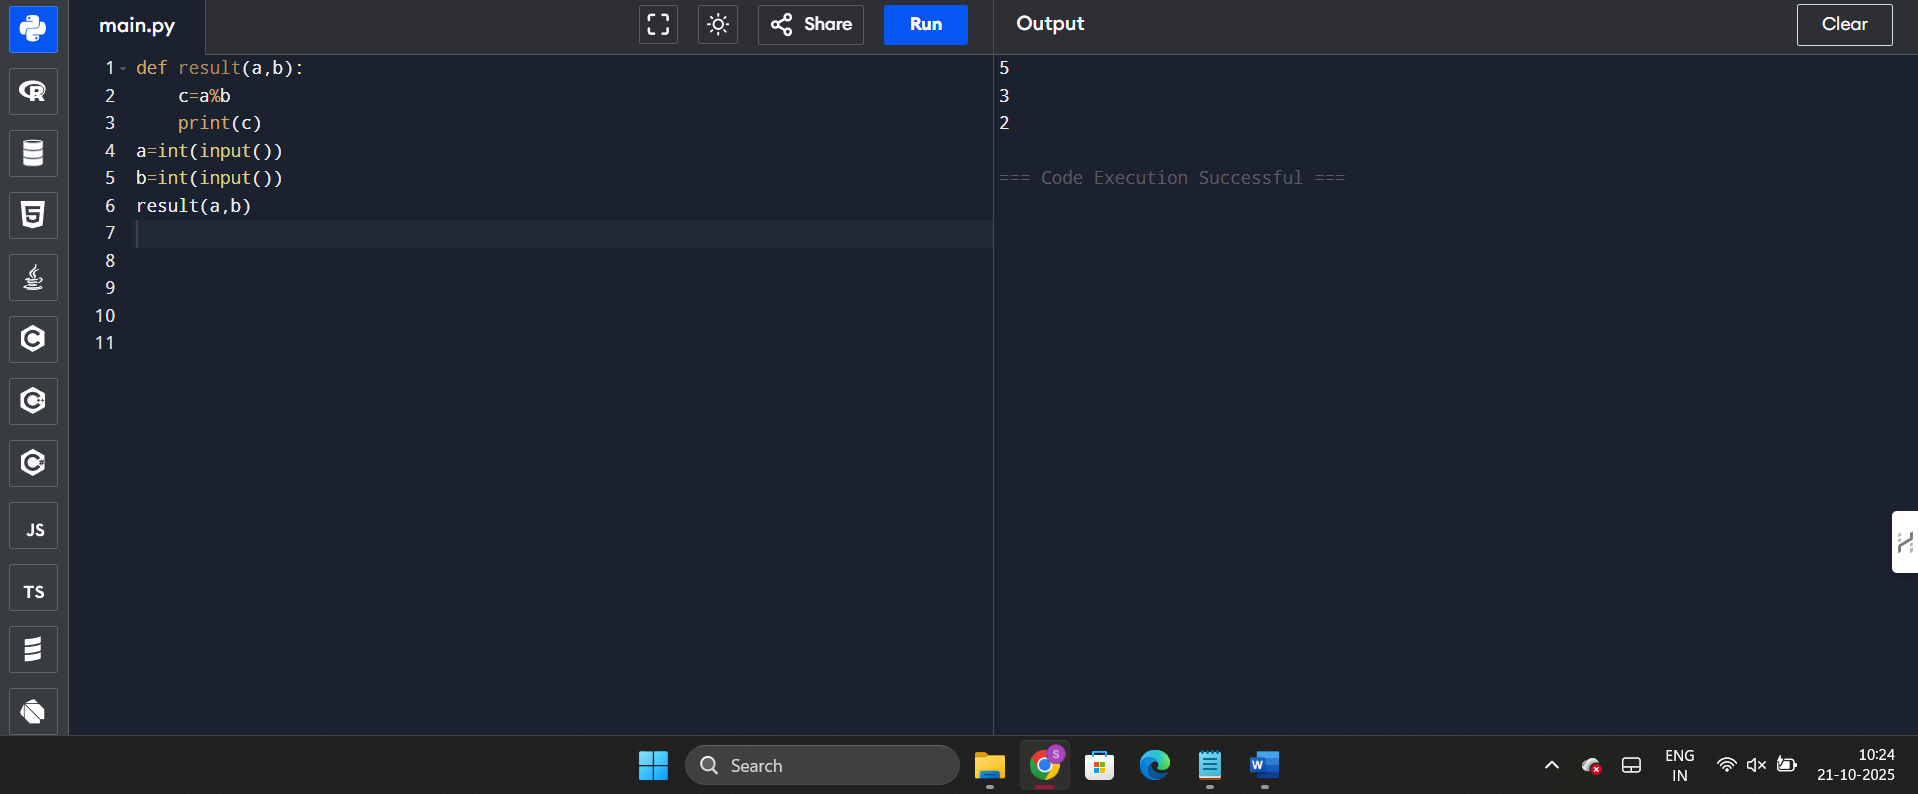 main.py
Share
Run
Output
Clear
1 def result(a,b):
2     c=a%b
3     print(c)
4 a=int(input())
5 b=int(input())
6 result(a,b)
7
8
9
10
11
5
3
2
=== Code Execution Successful ===
R
5
C
C++
C#
JS
TS
S
W
Search
ENG
IN
10:24
21-10-2025